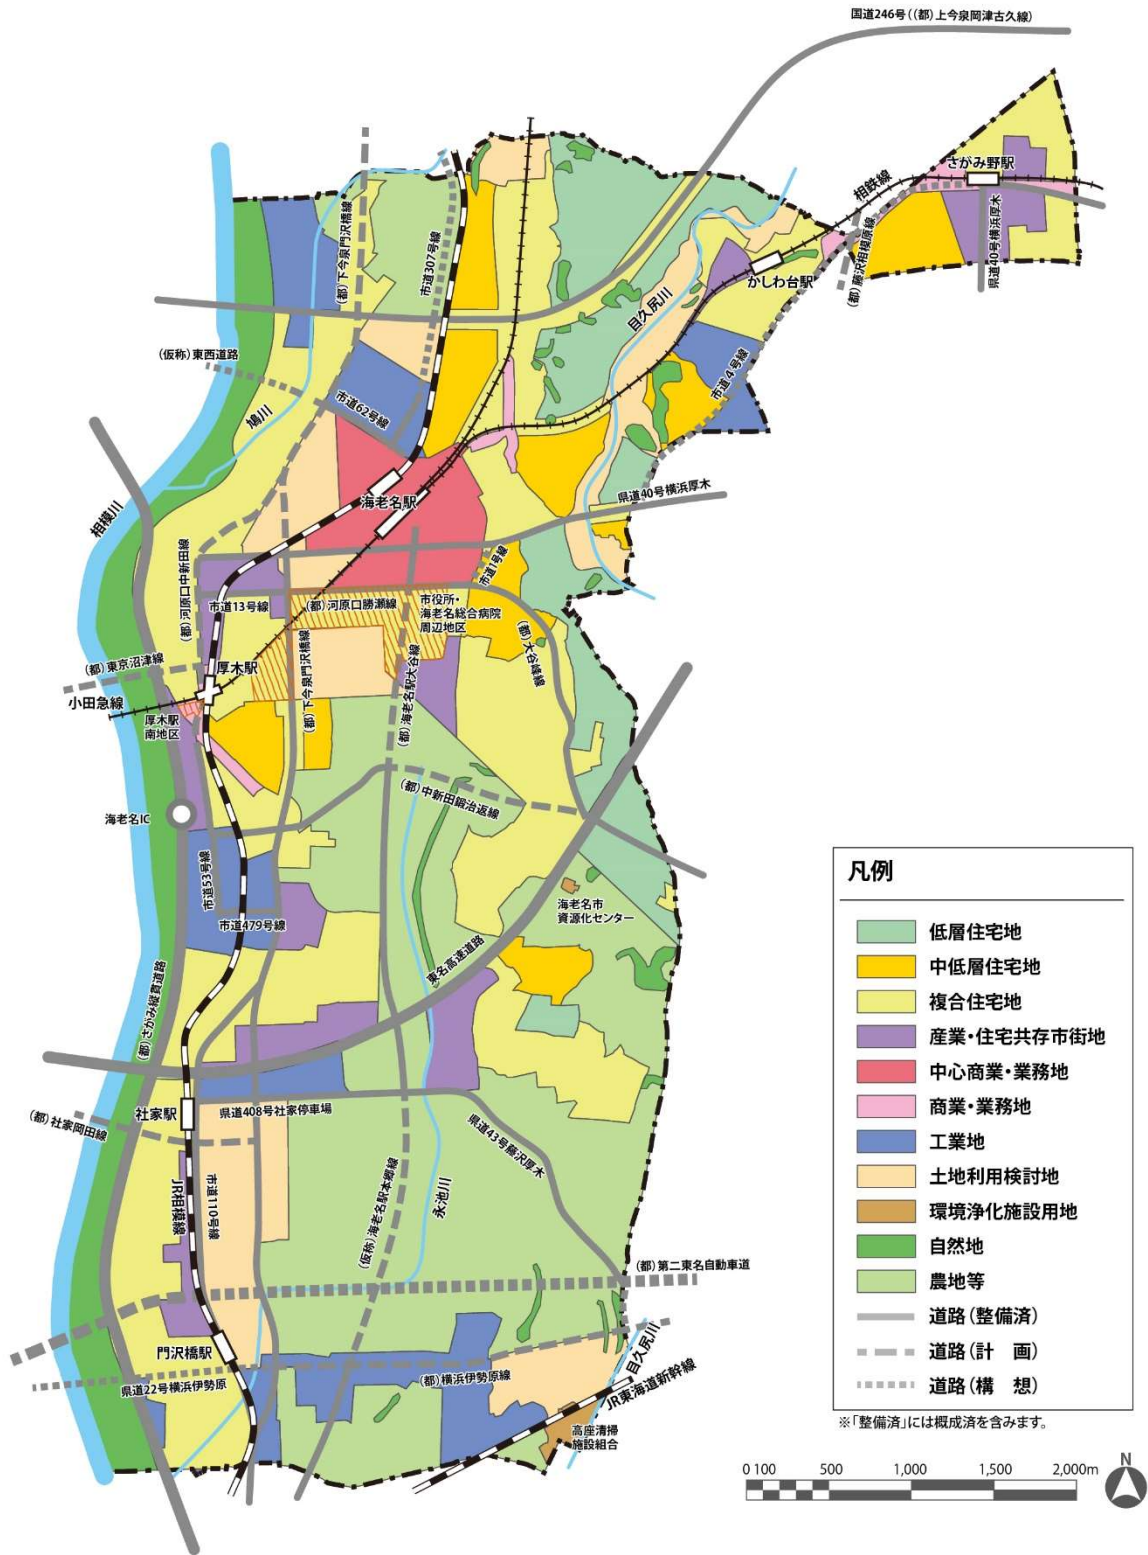 国道246号((都)上今泉岡津古久線)
さがみ野駅
相鉄線
県道40号横浜厚木
(都)藤沢相模原線
かしわ台駅
目久尻川
市道4号線
(都)下今泉門沢橋線
市道307号線
(仮称)東西道路
市道62号線
鳩川
海老名駅
県道40号横浜厚木
相模川
(都)河原口中新田線
市道13号線
(都)河原口勝瀬線
市道1号線
市役所・
海老名総合病院
周辺地区
(都)大谷峰線
(都)東京沼津線
厚木駅
小田急線
厚木駅
南地区
(都)下今泉門沢橋線
(都)海老名駅大谷線
(都)中新田鍛治返線
海老名IC
市道53号線
市道479号線
海老名市
資源化センター
東名高速道路
(都)さがみ縦貫道路
社家駅
県道408号社家停車場
(都)社家岡田線
県道43号藤沢厚木
JR相模線
市道110号線
(仮称)海老名駅本郷線
永池川
(都)第二東名自動車道
門沢橋駅
県道22号横浜伊勢原
(都)横浜伊勢原線
目久尻川
JR東海道新幹線
高座清掃
施設組合
凡例
低層住宅地
中低層住宅地
複合住宅地
産業・住宅共存市街地
中心商業・業務地
商業・業務地
工業地
土地利用検討地
環境浄化施設用地
自然地
農地等
道路(整備済)
道路(計 画)
道路(構 想)
※「整備済」には概成済を含みます。
0 100 500 1,000 1,500 2,000m
N